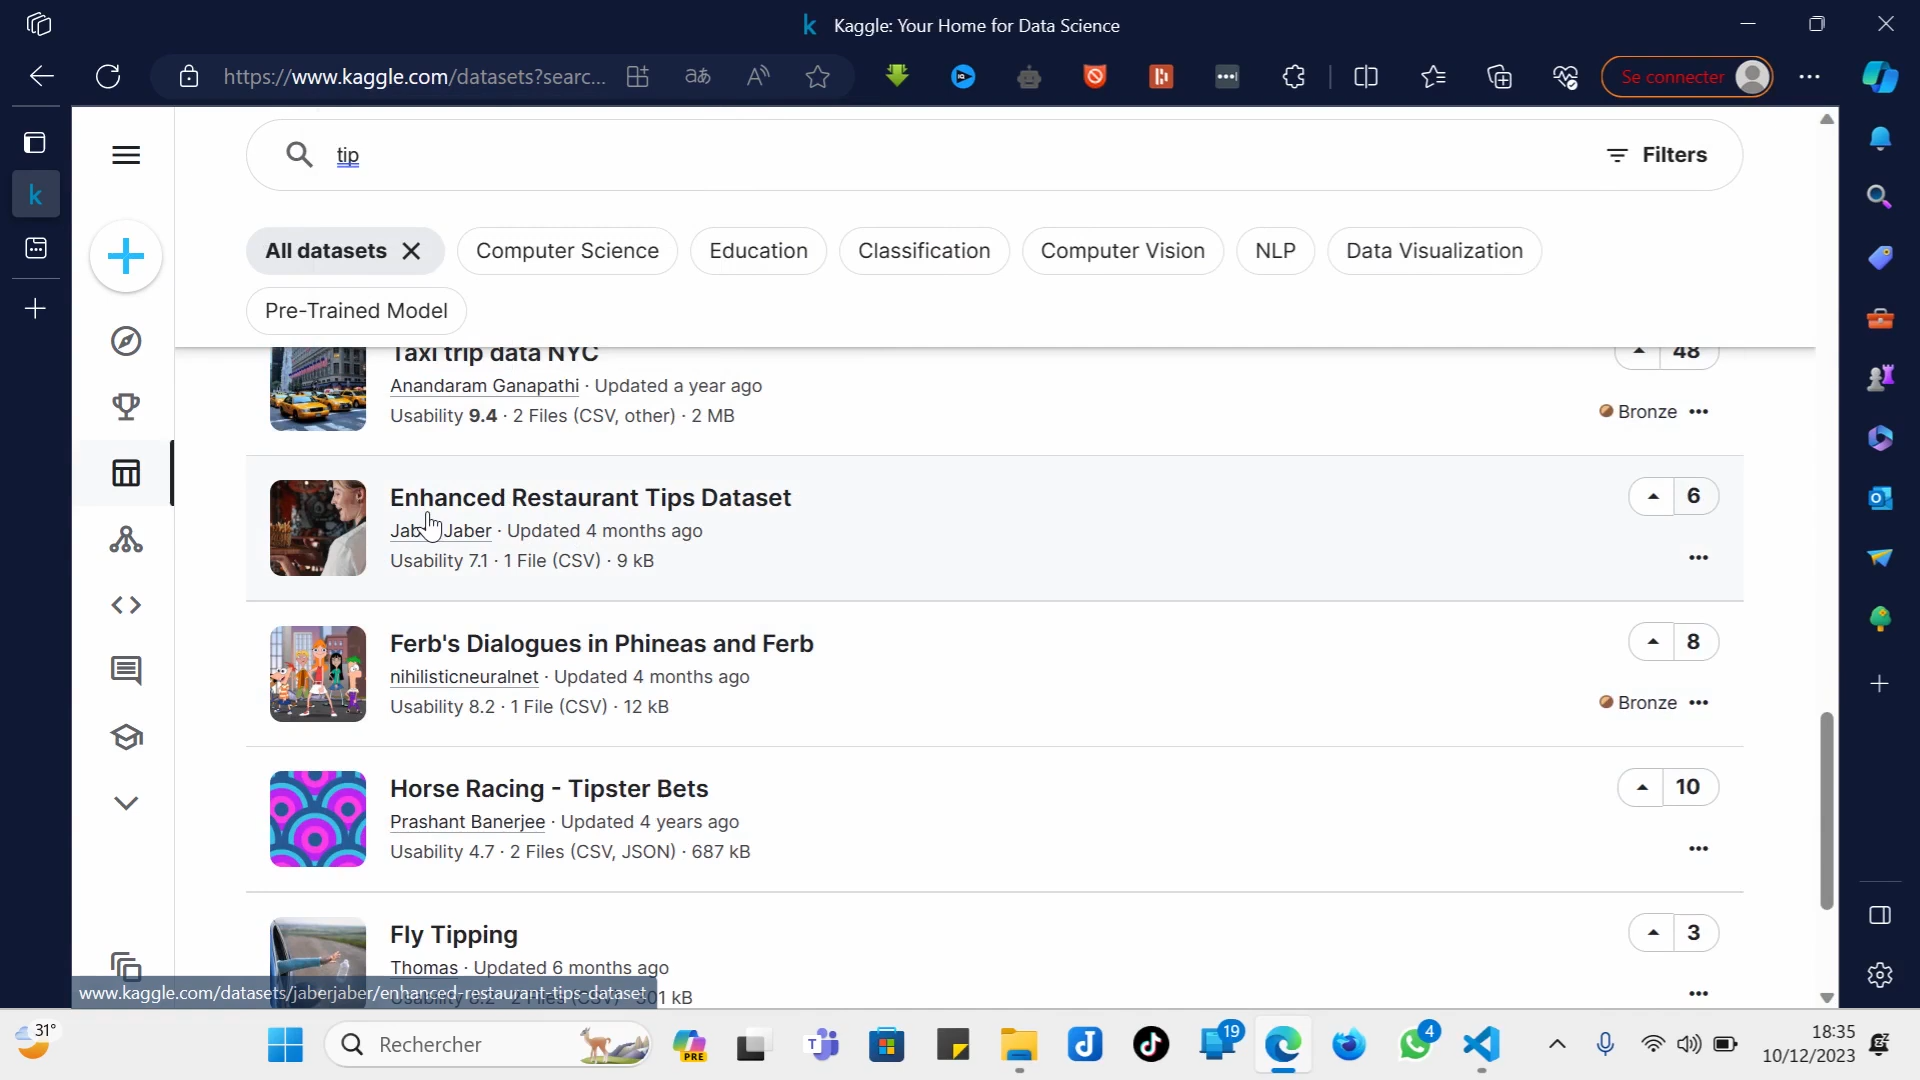 Kaggle: Your Home for Data Science
https://www.kaggle.com/datasets?searc...
Se connecter
tip
Filters
All datasets
Computer Science
Education
Classification
Computer Vision
NLP
Data Visualization
Pre-Trained Model
Taxi trip data NYC
48
Anandaram Ganapathi · Updated a year ago
Usability 9.4 · 2 Files (CSV, other) · 2 MB
Bronze
Enhanced Restaurant Tips Dataset
6
Jaber Jaber · Updated 4 months ago
Usability 7.1 · 1 File (CSV) · 9 kB
Ferb's Dialogues in Phineas and Ferb
8
nihilisticneuralnet · Updated 4 months ago
Usability 8.2 · 1 File (CSV) · 12 kB
Bronze
Horse Racing - Tipster Bets
10
Prashant Banerjee · Updated 4 years ago
Usability 4.7 · 2 Files (CSV, JSON) · 687 kB
Fly Tipping
3
Thomas · Updated 6 months ago
www.kaggle.com/datasets/jaberjaber/enhanced-restaurant-tips-dataset
31°
Rechercher
PRE
19
4
18:35
10/12/2023